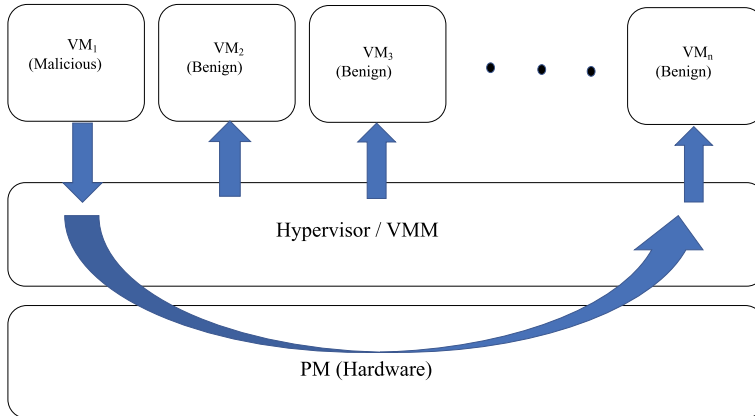 VM₁
(Malicious)
VM₂
(Benign)
VM₃
(Benign)
VMₙ
(Benign)
Hypervisor / VMM
PM (Hardware)